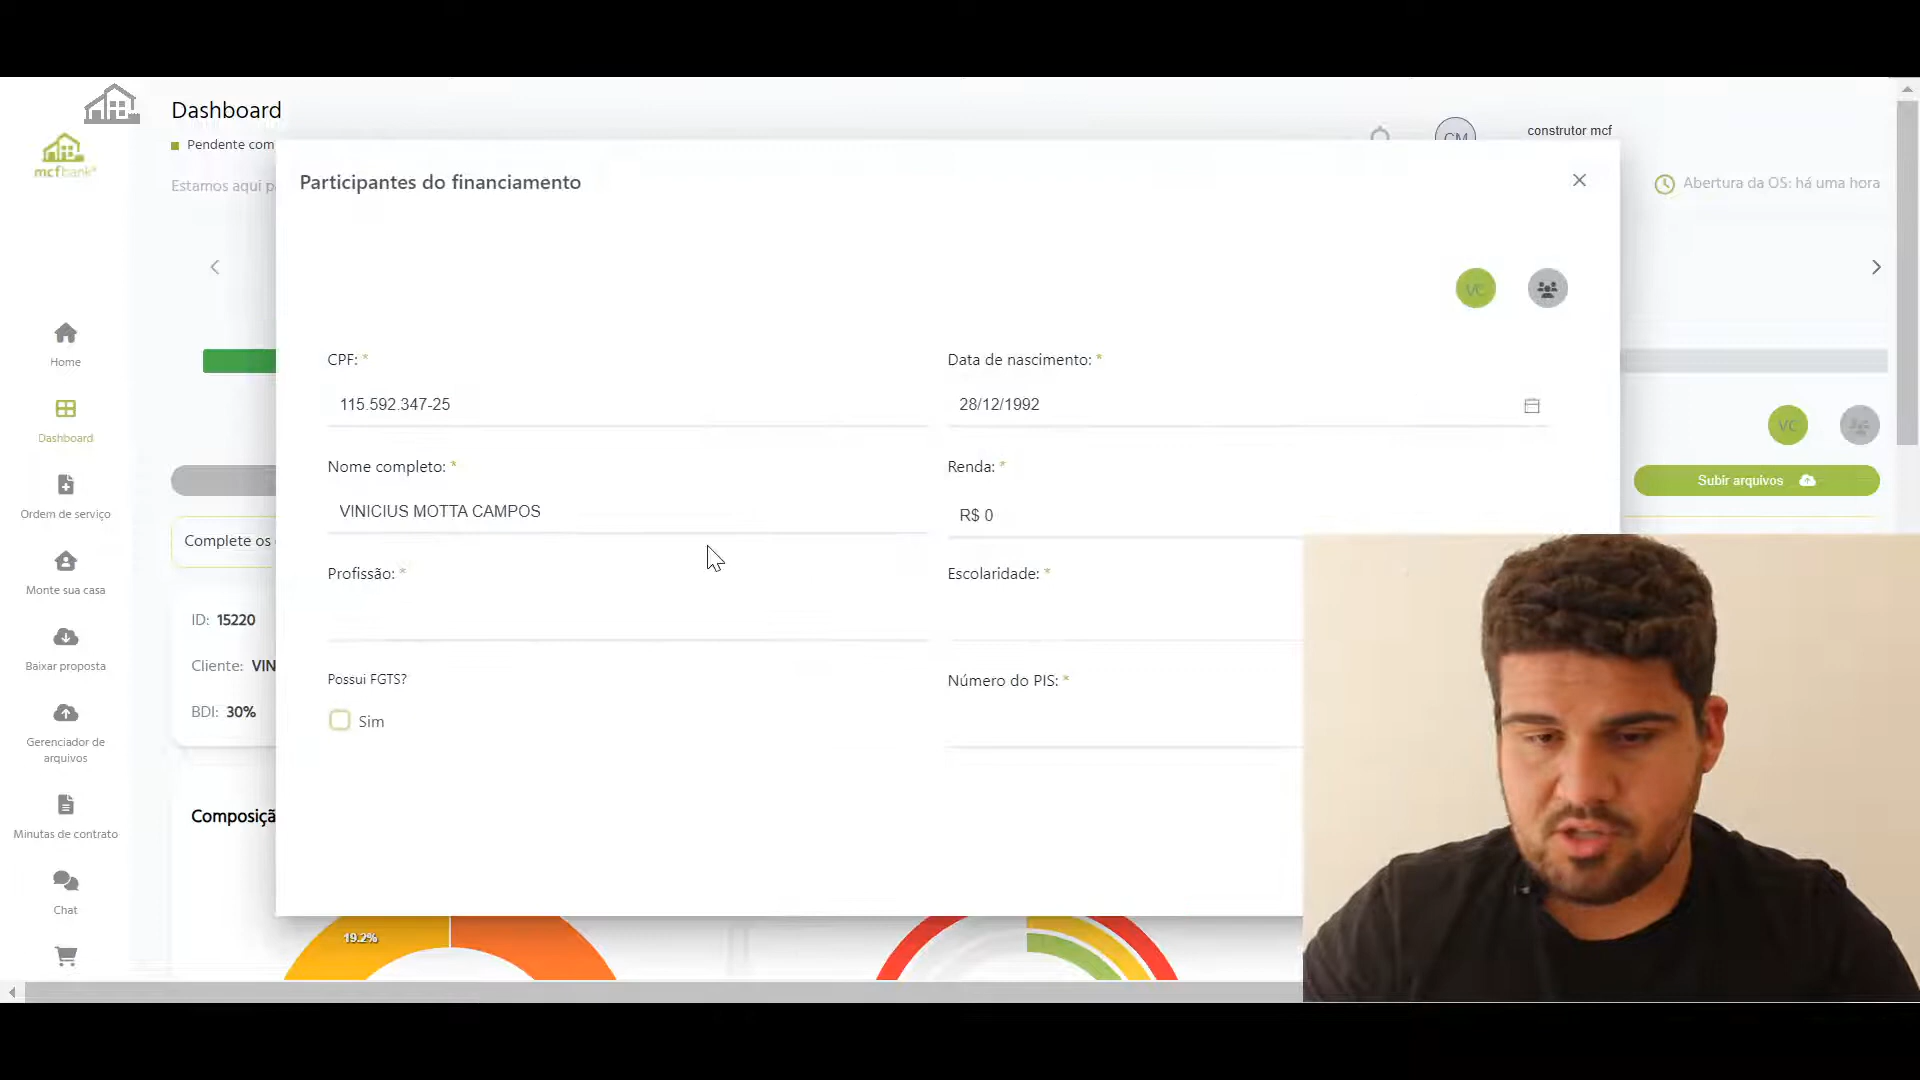 Dashboard
construtor mcf
CM
mcfbank
Pendente com
Estamos aqui p
Participantes do financiamento
Abertura da OS: há uma hora
VC
CPF: *
Data de nascimento: *
115.592.347-25
28/12/1992
Nome completo: *
Renda: *
VINICIUS MOTTA CAMPOS
R$ 0
Profissão: *
Escolaridade: *
Possui FGTS?
Número do PIS: *
Sim
VC
Subir arquivos
Home
Dashboard
Ordem de serviço
Monte sua casa
Baixar proposta
Gerenciador de
arquivos
Minutas de contrato
Chat
Complete os
ID: 15220
Cliente: VIN
BDI: 30%
Composiçã
19.2%